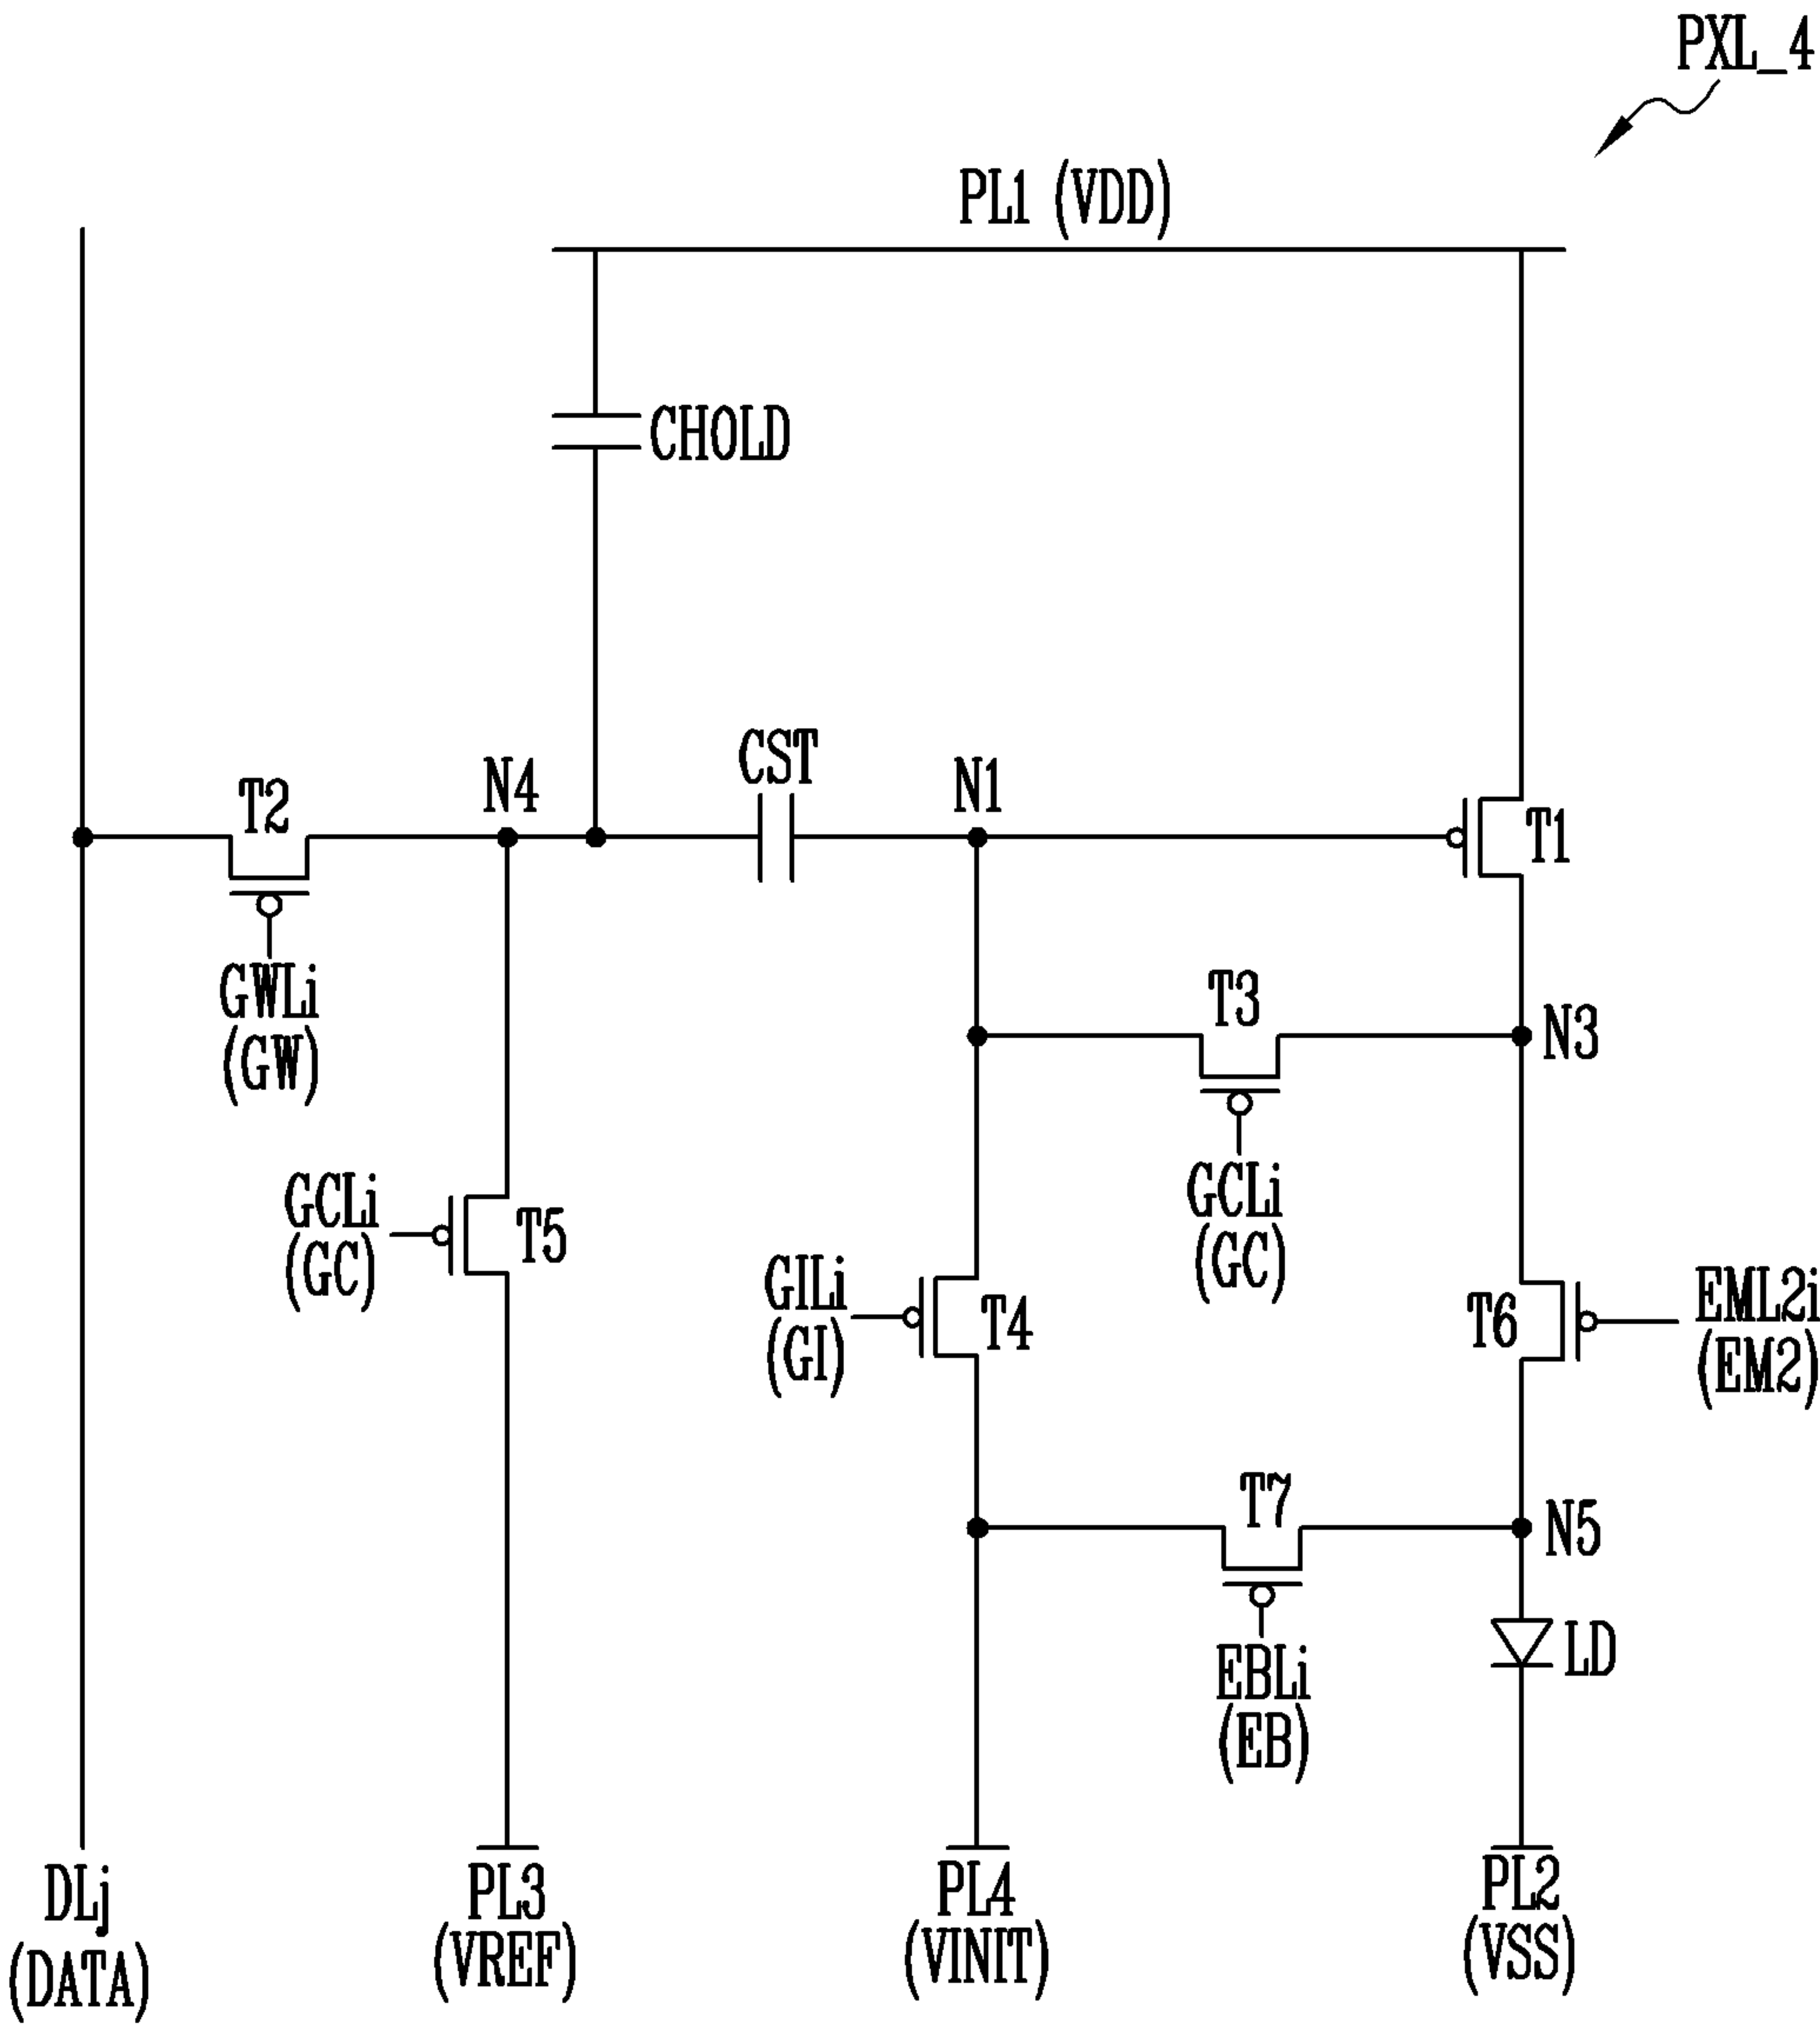 PXL_4
PL1 (VDD)
CHOLD
CST
T2
N4
N1
T1
GWLi
(GW)
T3
N3
GCLi
(GC)
T5
GCLi
(GC)
GILi
(GI)
T4
T6
EML2i
(EM2)
T7
N5
EBLi
(EB)
LD
DLj
(DATA)
PL3
(VREF)
PL4
(VINIT)
PL2
(VSS)